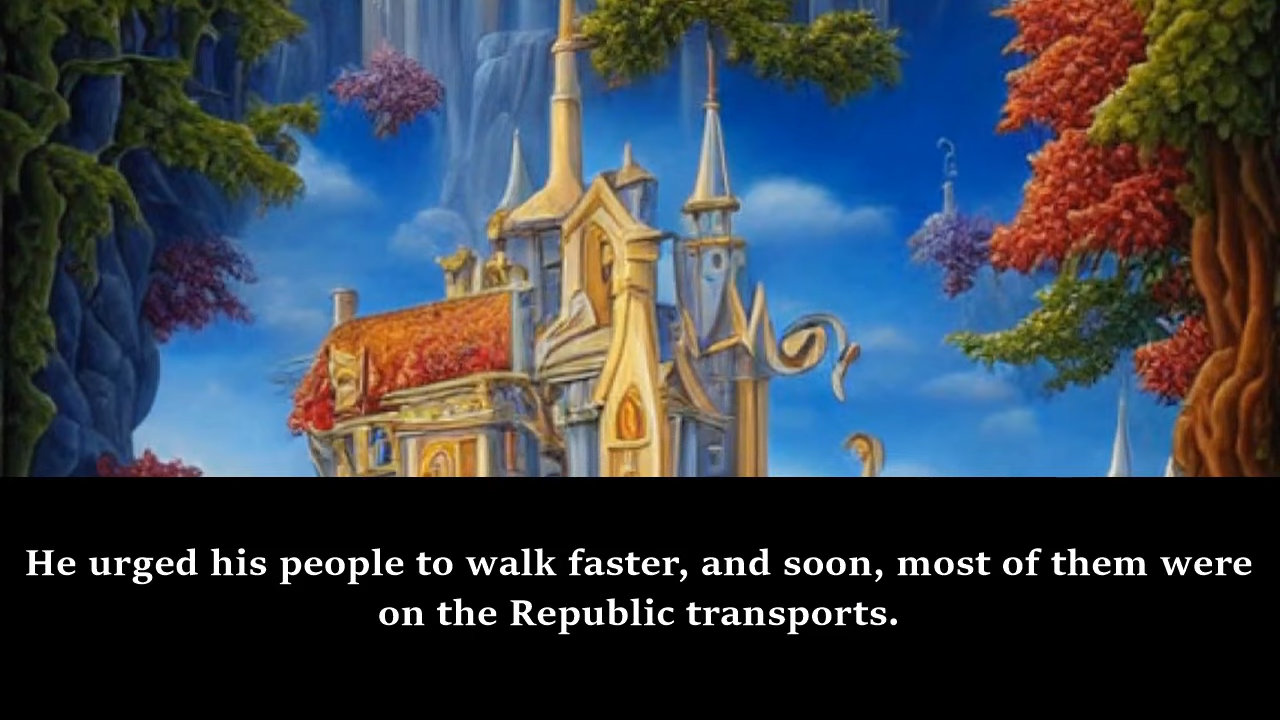 He urged his people to walk faster, and soon, most of them were
on the Republic transports.